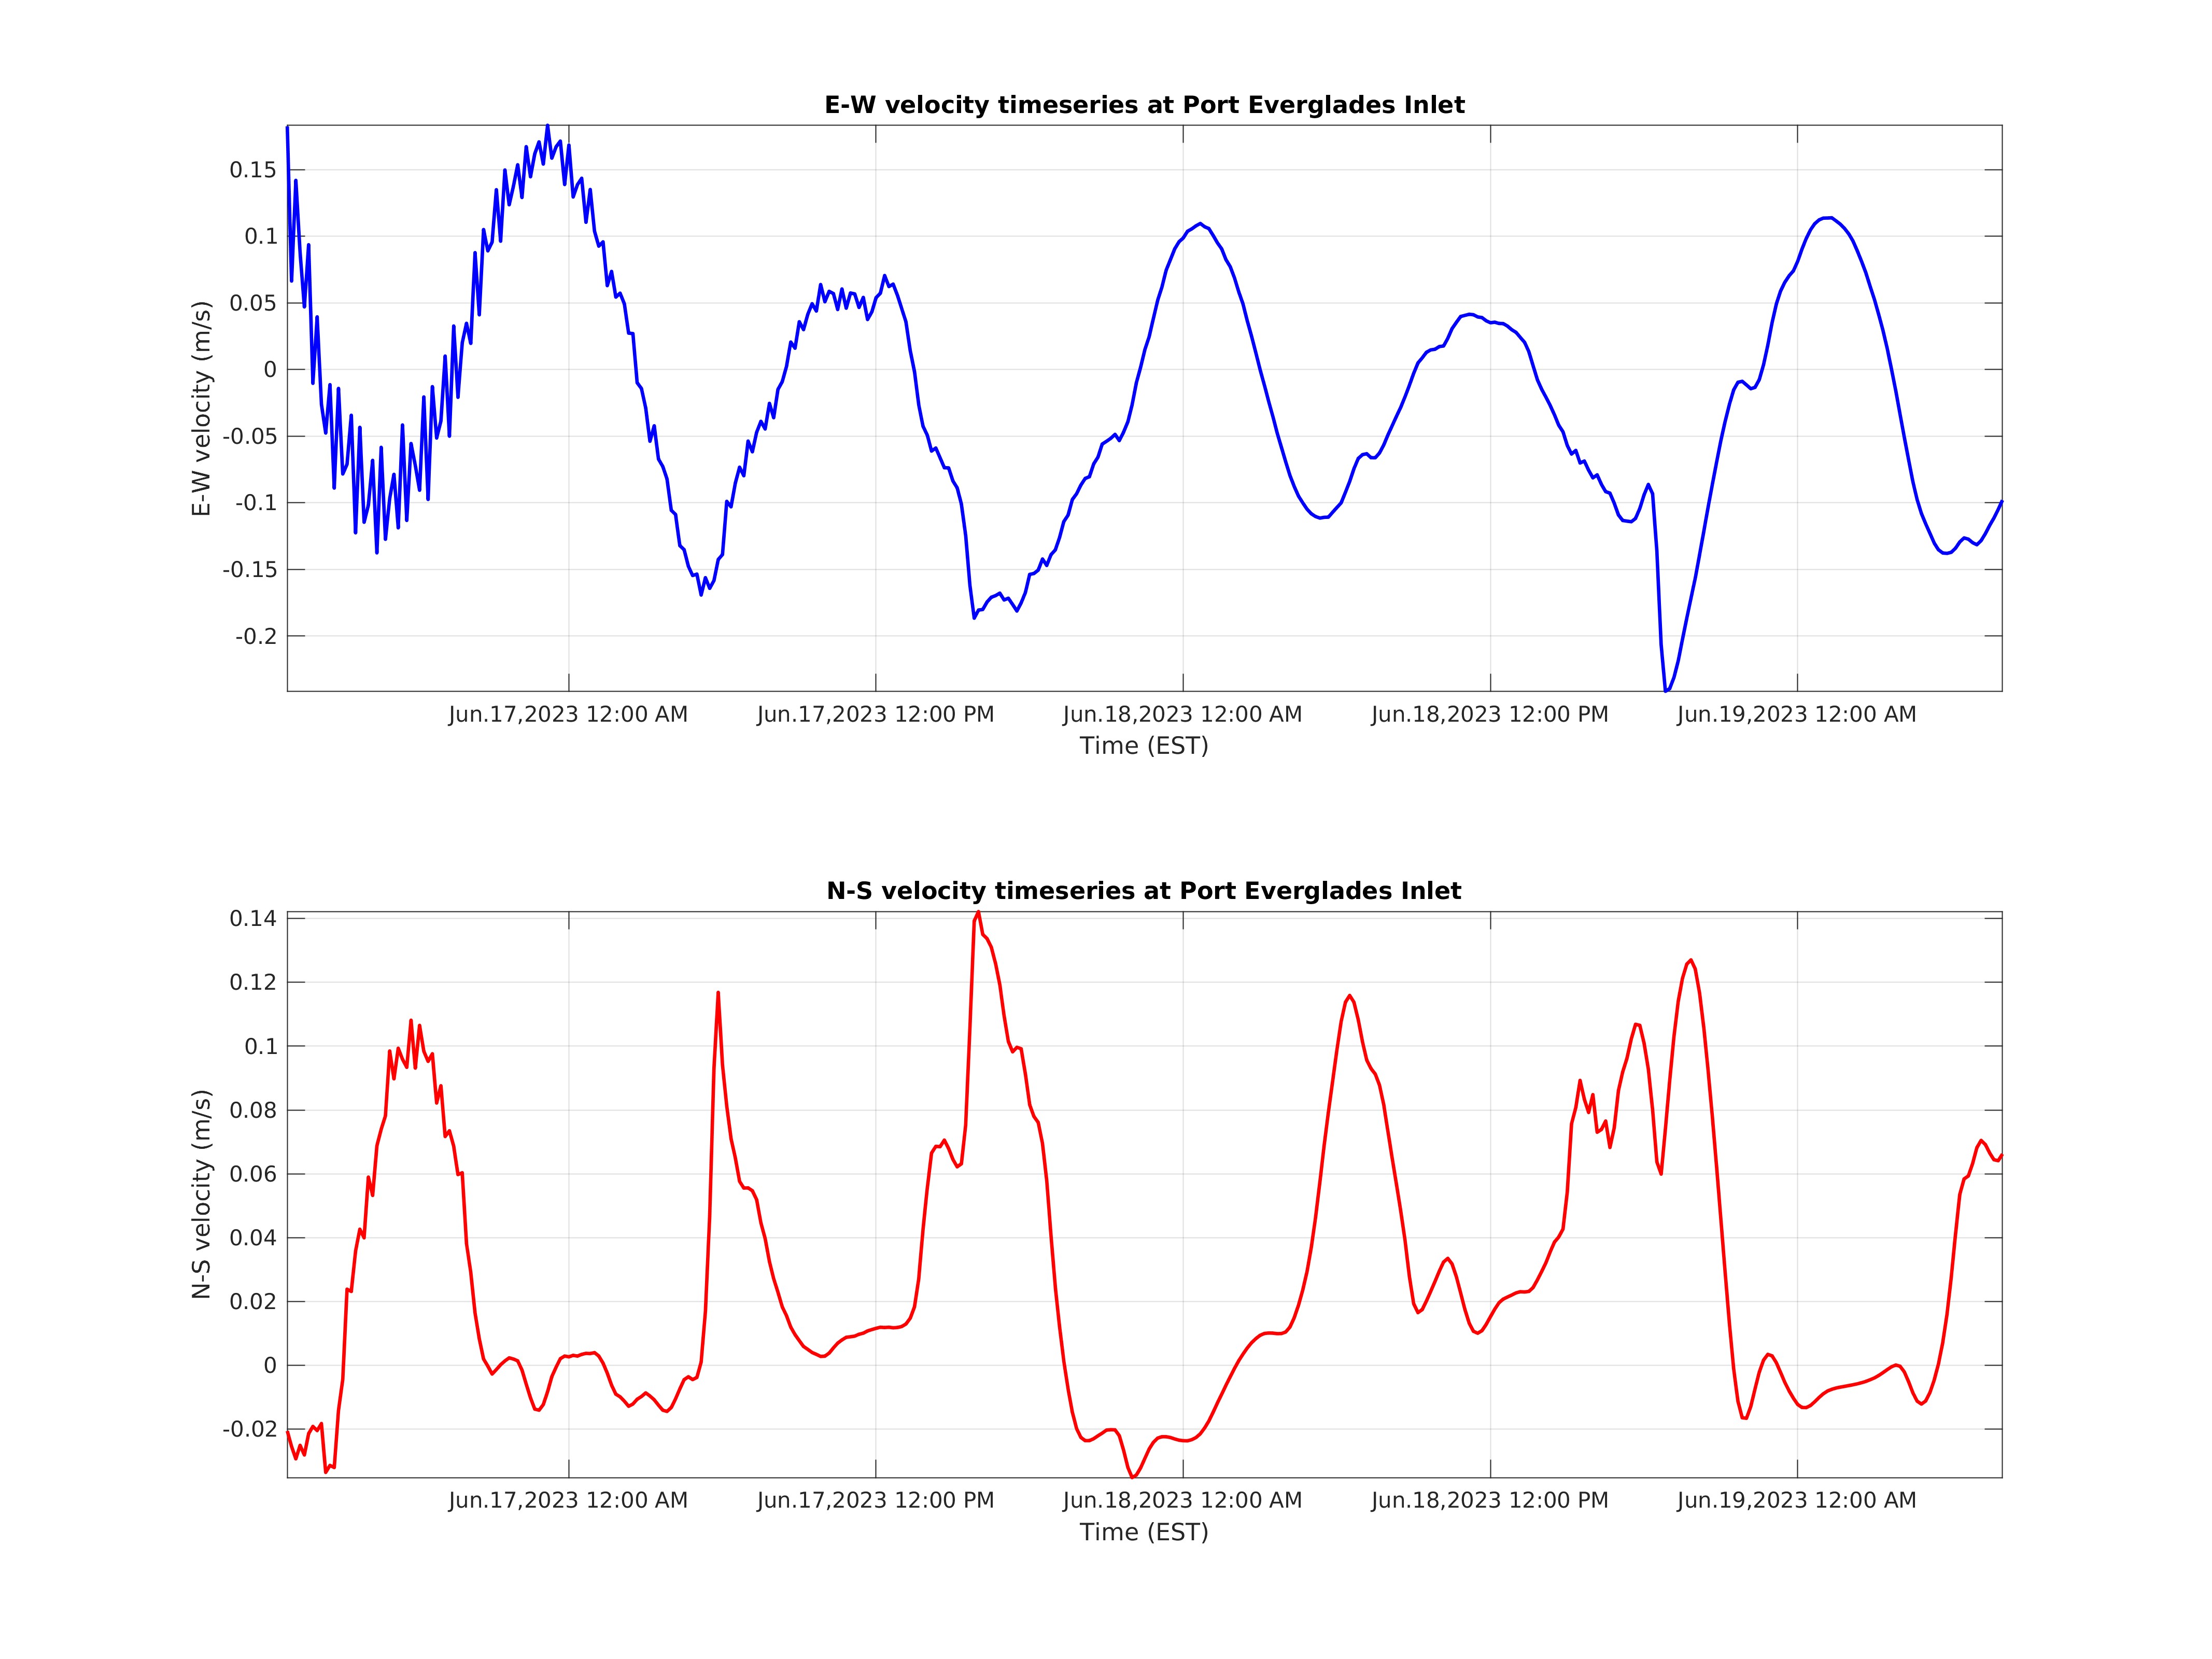 E-W velocity timeseries at Port Everglades Inlet
E-W velocity (m/s)
0.15
0.1
0.05
0
-0.05
-0.1
-0.15
-0.2
Jun.17,2023 12:00 AM Jun.17,2023 12:00 PM Jun.18,2023 12:00 AM Jun.18,2023 12:00 PM Jun.19,2023 12:00 AM
Time (EST)
N-S velocity timeseries at Port Everglades Inlet
N-S velocity (m/s)
0.14
0.12
0.1
0.08
0.06
0.04
0.02
0
-0.02
Jun.17,2023 12:00 AM Jun.17,2023 12:00 PM Jun.18,2023 12:00 AM Jun.18,2023 12:00 PM Jun.19,2023 12:00 AM
Time (EST)